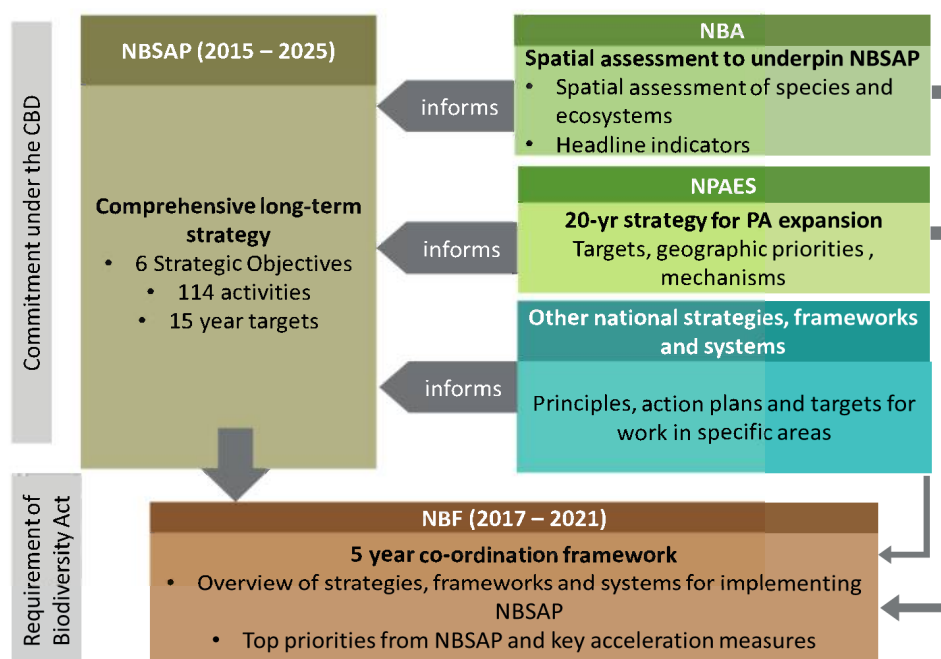 Commitment under the CBD
NBSAP (2015 – 2025)
Comprehensive long-term
strategy
• 6 Strategic Objectives
• 114 activities
• 15 year targets
informs
informs
informs
NBA
Spatial assessment to underpin NBSAP
• Spatial assessment of species and
ecosystems
• Headline indicators
NPAES
20-yr strategy for PA expansion
Targets, geographic priorities ,
mechanisms
Other national strategies, frameworks
and systems
Principles, action plans and targets for
work in specific areas
Requirement of
Biodiversity Act
NBF (2017 – 2021)
5 year co-ordination framework
• Overview of strategies, frameworks and systems for implementing
NBSAP
• Top priorities from NBSAP and key acceleration measures